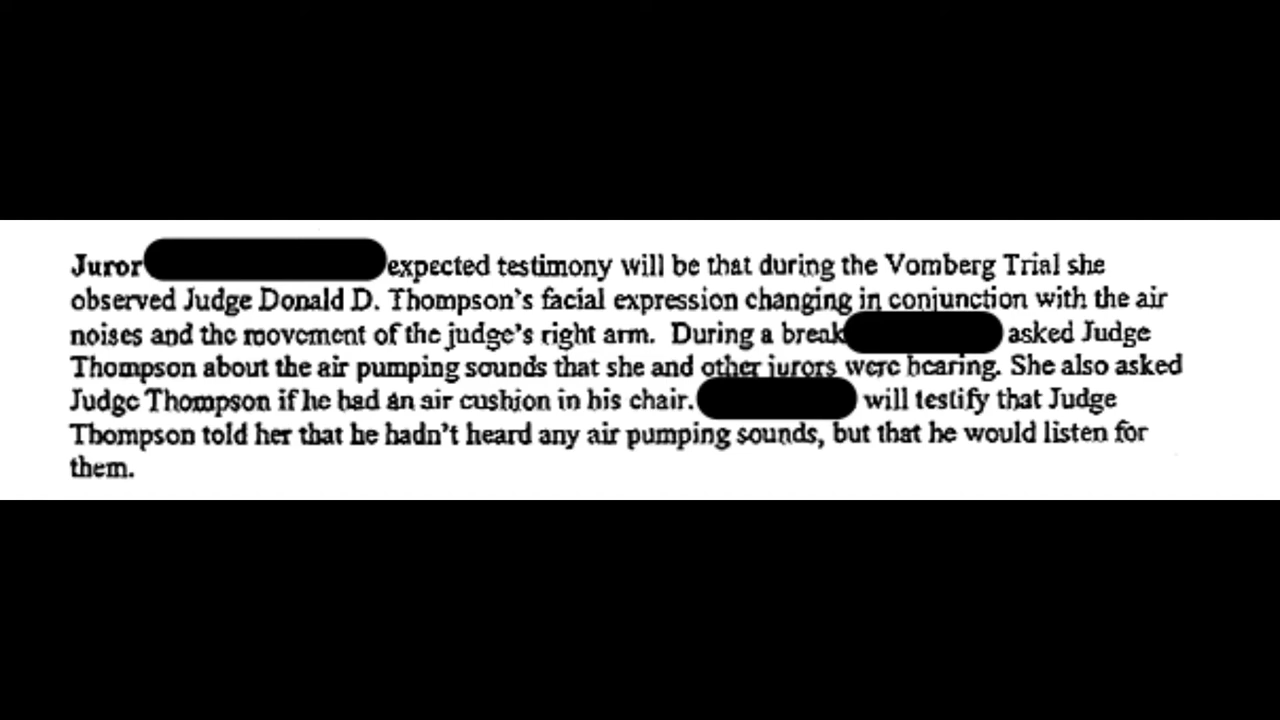 Juror expected testimony will be that during the Vomberg Trial she
observed Judge Donald D. Thompson's facial expression changing in conjunction with the air
noises and the movement of the judge's right arm. During a break asked Judge
Thompson about the air pumping sounds that she and other jurors were hearing. She also asked
Judge Thompson if he had an air cushion in his chair. will testify that Judge
Thompson told her that he hadn't heard any air pumping sounds, but that he would listen for
them.